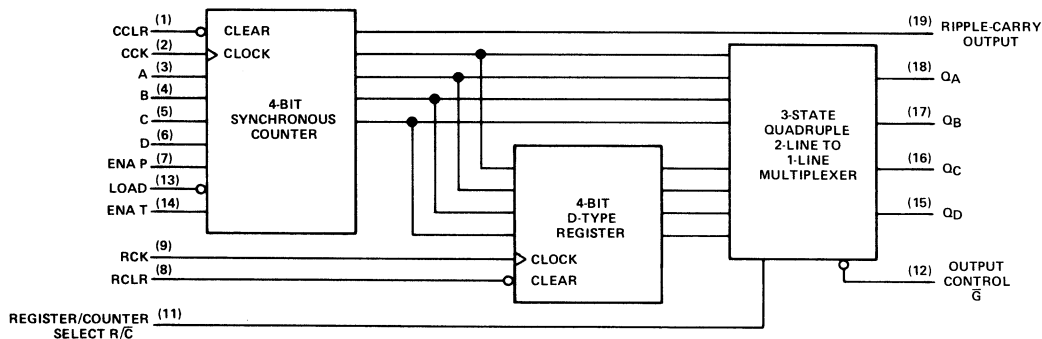 CCLR (1)
CCK (2)
A (3)
B (4)
C (5)
D (6)
ENA P (7)
LOAD (13)
ENA T (14)
CLEAR
CLOCK
4-BIT
SYNCHRONOUS
COUNTER
RCK (9)
RCLR (8)
REGISTER/COUNTER (11)
SELECT R/C̅
4-BIT
D-TYPE
REGISTER
CLOCK
CLEAR
3-STATE
QUADRUPLE
2-LINE TO
1-LINE
MULTIPLEXER
(19) RIPPLE-CARRY
OUTPUT
(18) QA
(17) QB
(16) QC
(15) QD
(12) OUTPUT
CONTROL
G̅